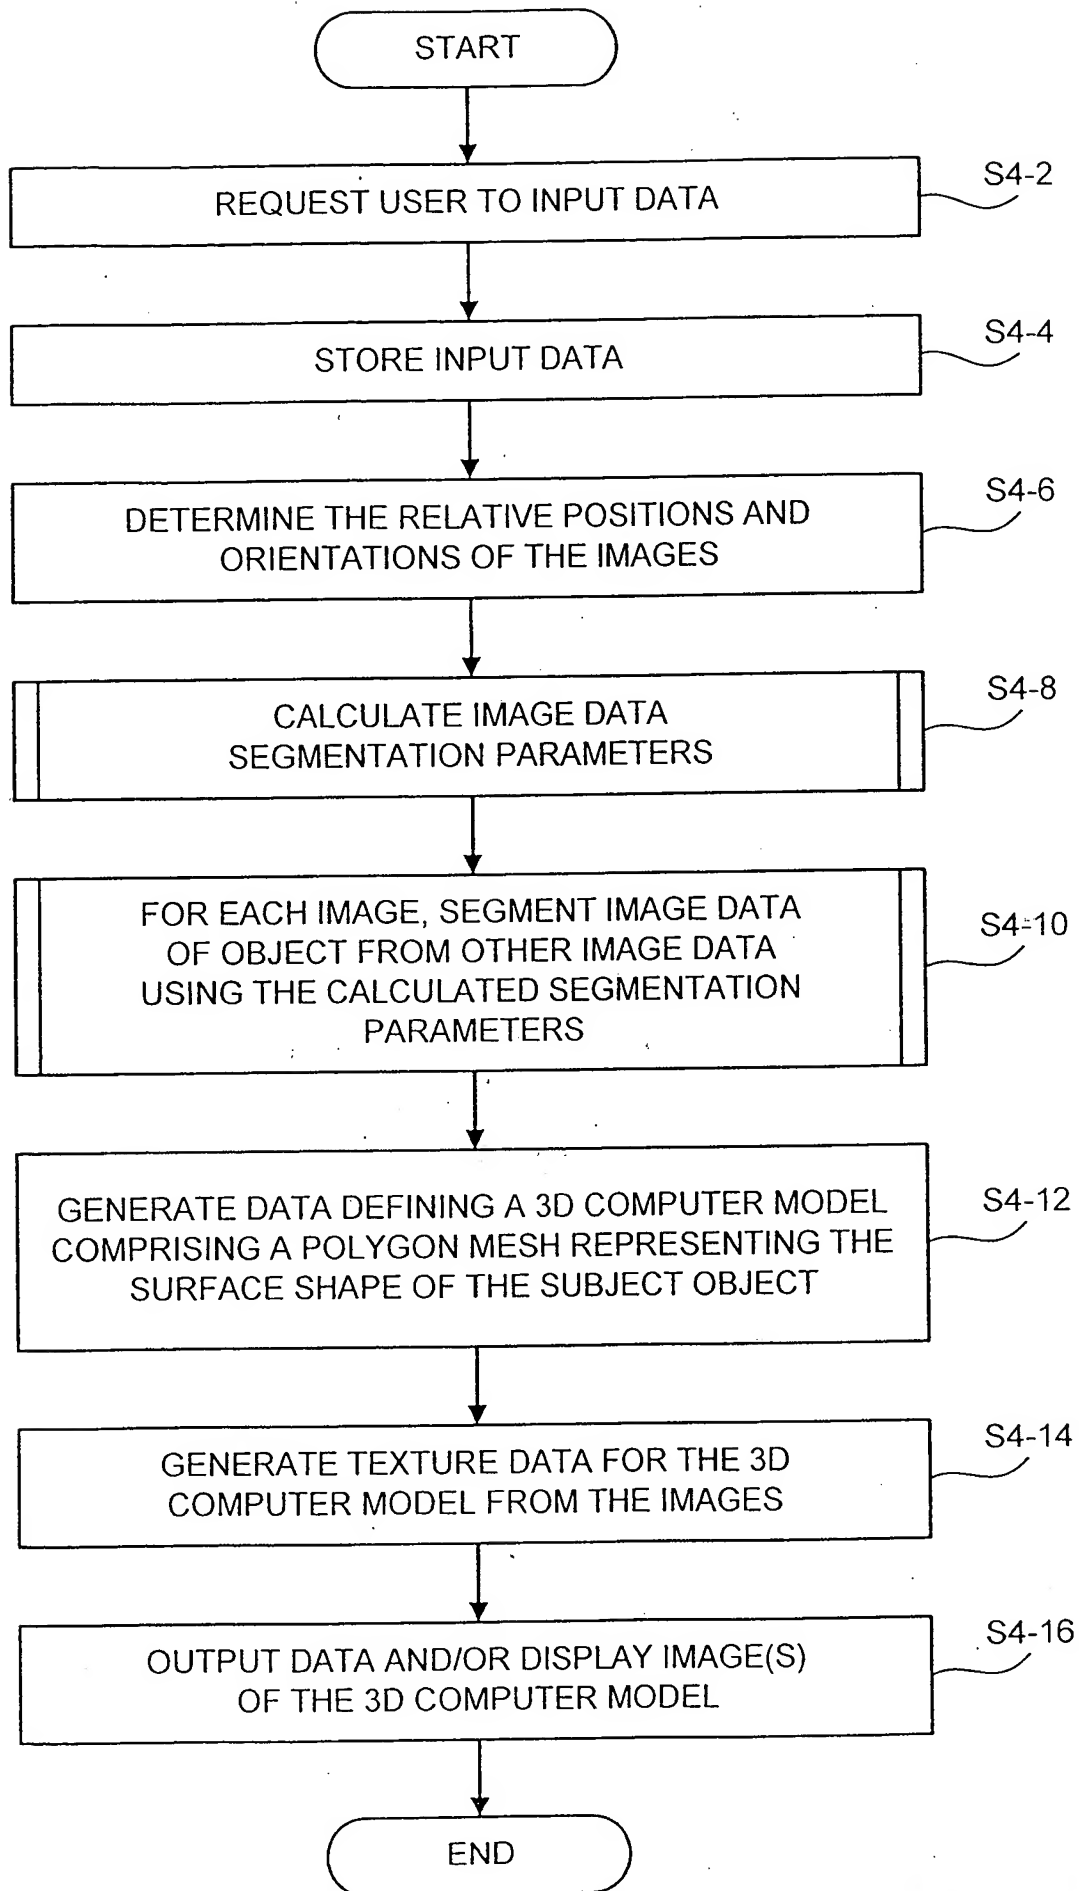 START
S4-2
REQUEST USER TO INPUT DATA
S4-4
STORE INPUT DATA
S4-6
DETERMINE THE RELATIVE POSITIONS AND
ORIENTATIONS OF THE IMAGES
S4-8
CALCULATE IMAGE DATA
SEGMENTATION PARAMETERS
S4-10
FOR EACH IMAGE, SEGMENT IMAGE DATA
OF OBJECT FROM OTHER IMAGE DATA
USING THE CALCULATED SEGMENTATION
PARAMETERS
S4-12
GENERATE DATA DEFINING A 3D COMPUTER MODEL
COMPRISING A POLYGON MESH REPRESENTING THE
SURFACE SHAPE OF THE SUBJECT OBJECT
S4-14
GENERATE TEXTURE DATA FOR THE 3D
COMPUTER MODEL FROM THE IMAGES
S4-16
OUTPUT DATA AND/OR DISPLAY IMAGE(S)
OF THE 3D COMPUTER MODEL
END